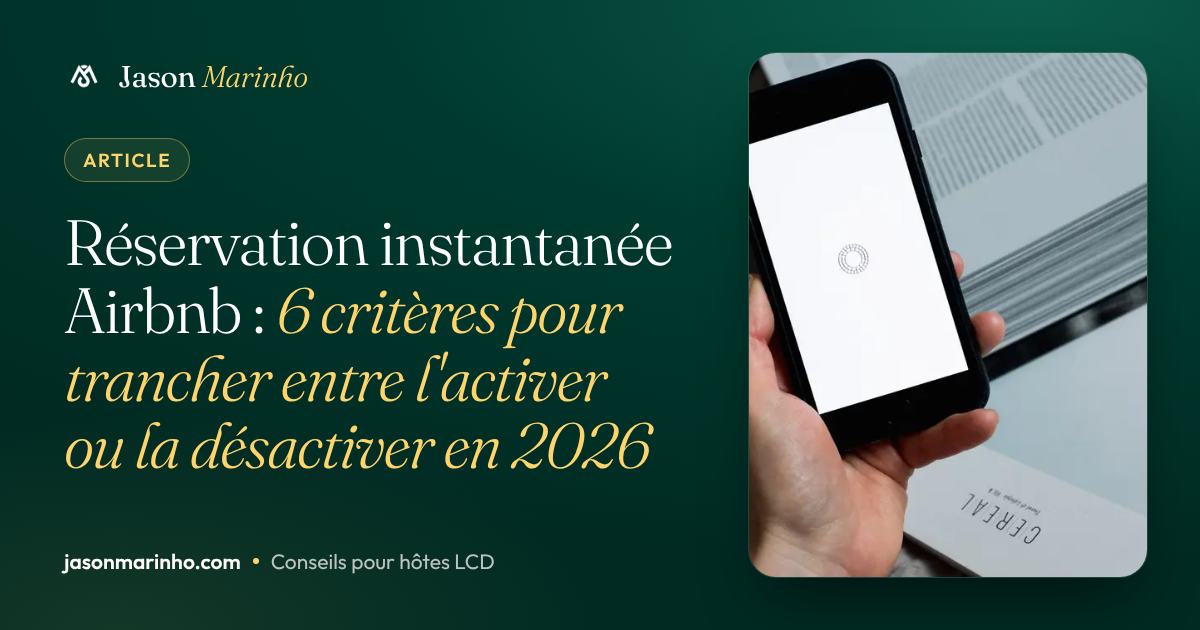 Jason Marinho
ARTICLE
Réservation instantanée
Airbnb : 6 critères pour
trancher entre l'activer
ou la désactiver en 2026
jasonmarinho.com • Conseils pour hôtes LCD
CEREAL